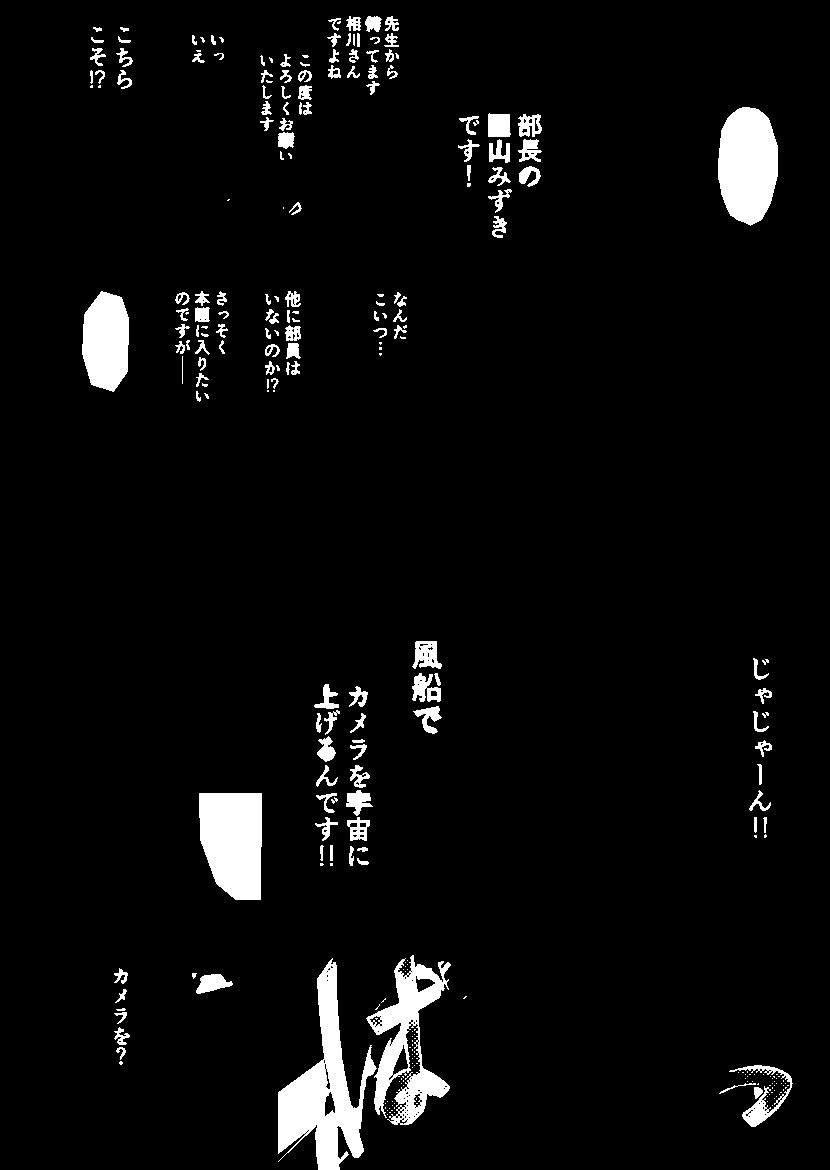 部長の
山みずき
です！
先生から
ってます
相川さん
ですよね
この度は
よろしくお願い
いたします
いっ
いえ
こちら
こそ!?
なんだ
こいつ…
他に部員は
いないのか!?
さっそく
本題に入りたい
のですが――
じゃじゃーん!!
風船で
カメラを宇宙に
上げるんです!!
っ
は
カメラを?